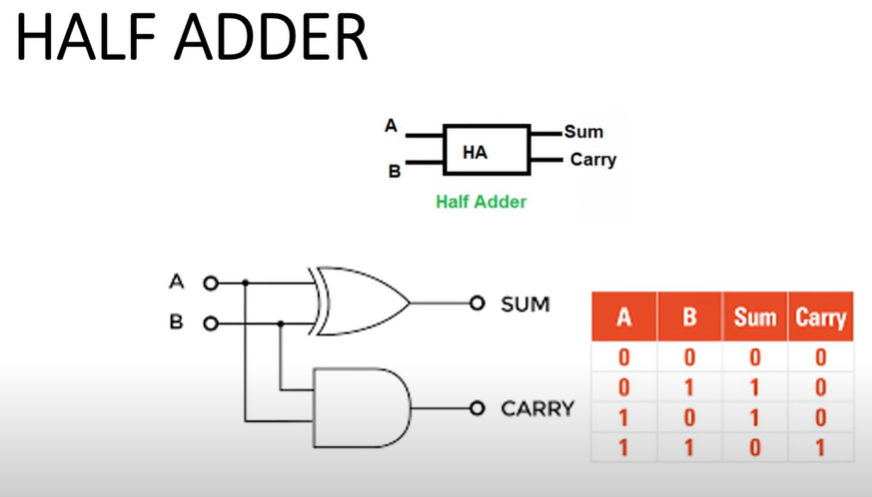 HALF ADDER
A
B
HA
Sum
Carry
Half Adder
A
B
SUM
CARRY
A B Sum Carry
0 0 0 0
0 1 1 0
1 0 1 0
1 1 0 1